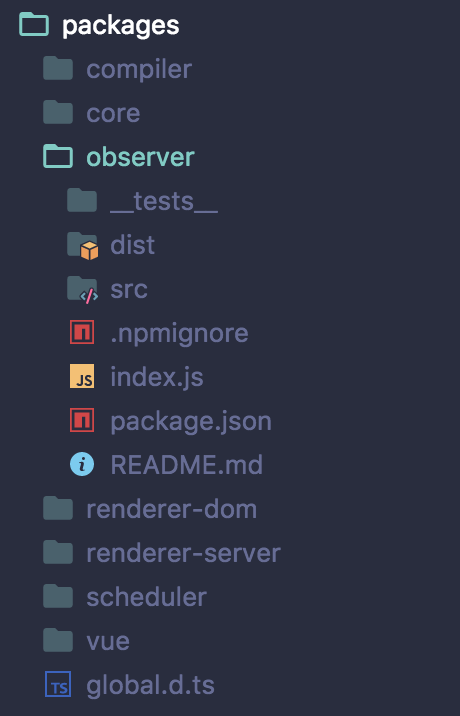 packages
compiler
core
observer
__tests__
dist
src
.npmignore
JS index.js
package.json
README.md
renderer-dom
renderer-server
scheduler
vue
TS global.d.ts